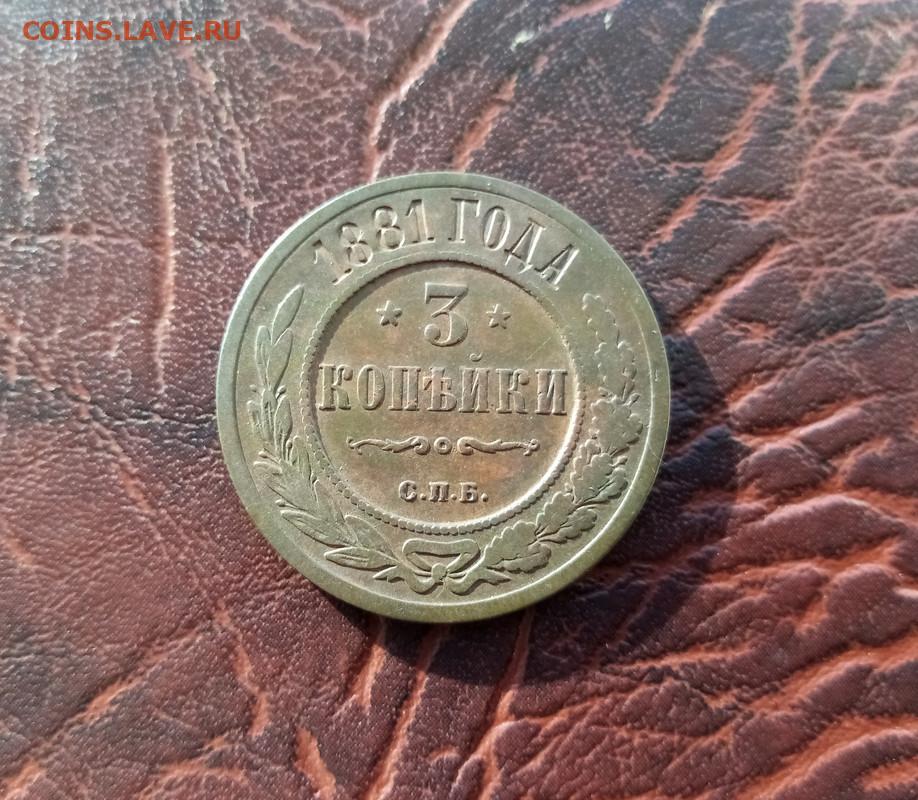 COINS.LAVE.RU
1881 ГОДА
* 3 *
КОПѢЙКИ
С.П.Б.